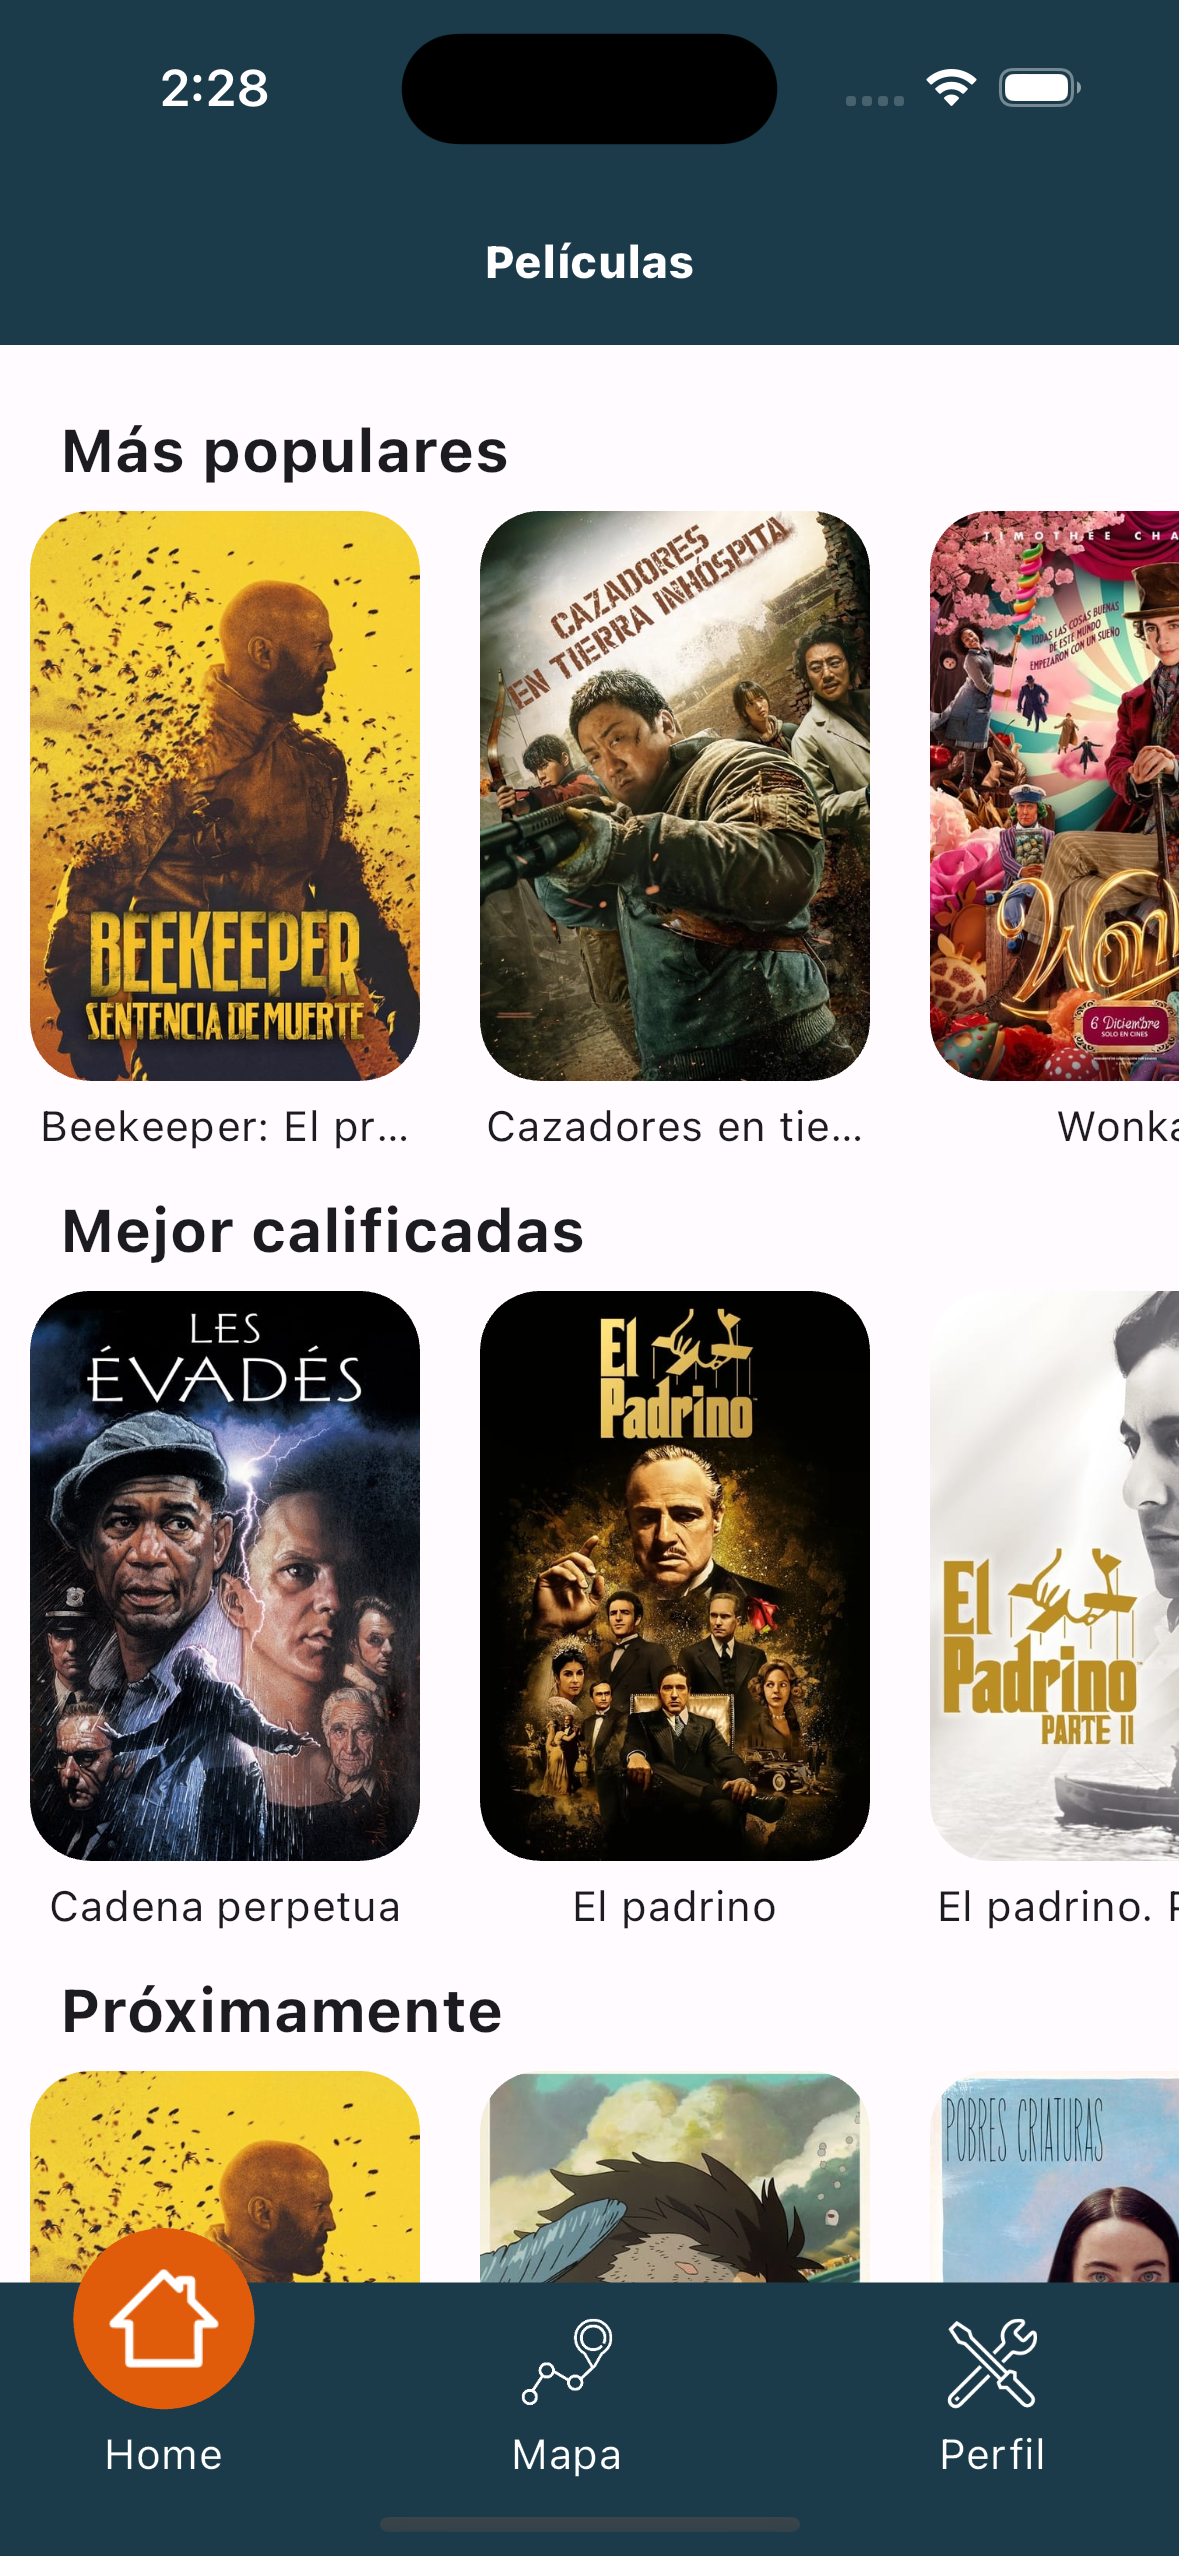 2:28
Películas
Más populares
CAZADORES
EN TIERRA INHÓSPITA
TIMOTHÉE CHA
TODAS LAS COSAS BUENAS
DE ESTE MUNDO
EMPEZARON CON UN SUEÑO
BEEKEEPER
SENTENCIA DE MUERTE
Wonk
6 Diciembre
SOLO EN CINES
Beekeeper: El pr...
Cazadores en tie...
Wonka
Mejor calificadas
LES
ÉVADÉS
El
Padrino
El
Padrino
PARTE II
Cadena perpetua
El padrino
El padrino. P
Próximamente
POBRES CRIATURAS
Home
Mapa
Perfil